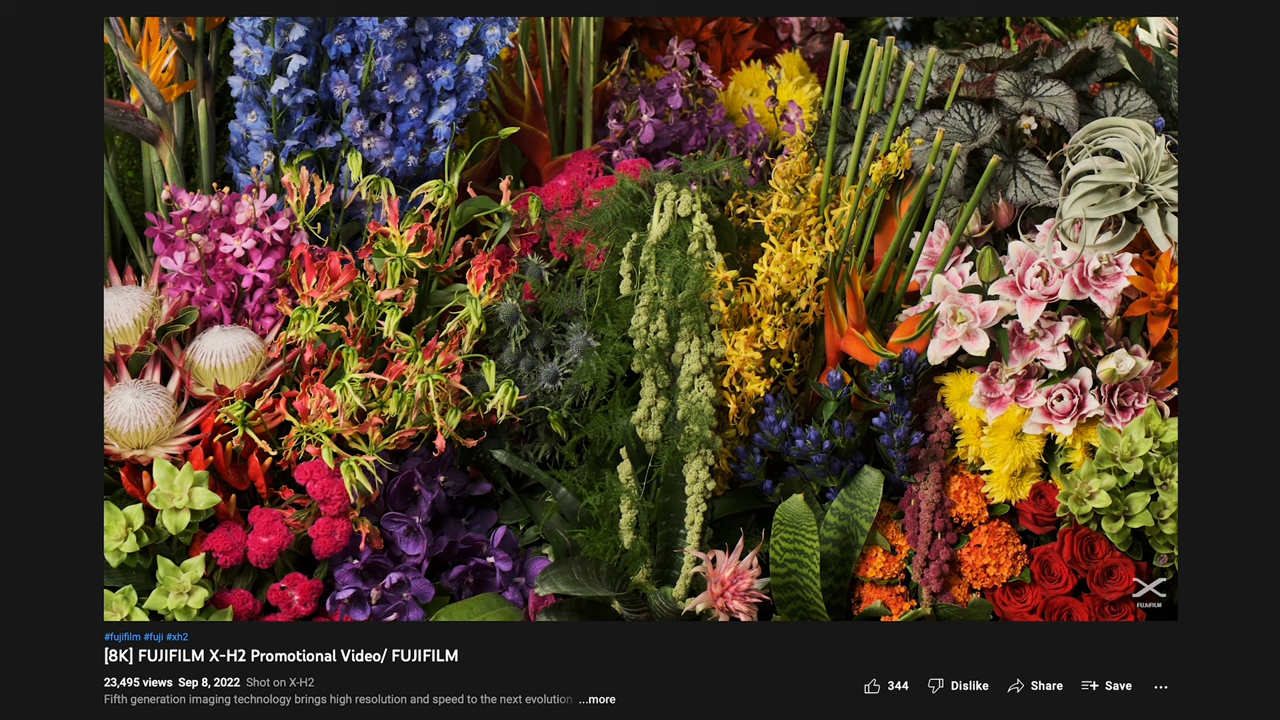 FUJIFILM
#fujifilm #fuji #xh2
[8K] FUJIFILM X-H2 Promotional Video/ FUJIFILM
23,495 views Sep 8, 2022 Shot on X-H2
344 Dislike Share Save
Fifth generation imaging technology brings high resolution and speed to the next evolution ...more